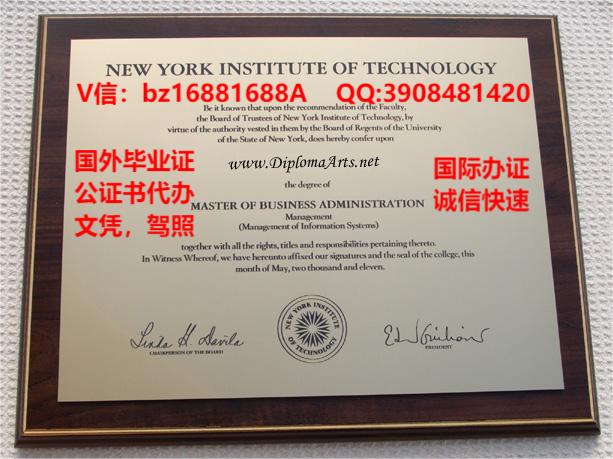 NEW YORK INSTITUTE OF TECHNOLOGY
V信：bz16881688A QQ:3908481420
Be it known that upon the recommendation of the Faculty,
the Board of Trustees of New York Institute of Technology, by
virtue of the authority vested in them by the Board of Regents of the University
of the State of New York, does hereby confer upon
国外毕业证
公证书代办
文凭，驾照
www.DiplomaArts.net
国际办证
诚信快速
the degree of
MASTER OF BUSINESS ADMINISTRATION
Management
(Management of Information Systems)
together with all the rights, titles and responsibilities pertaining thereto.
In Witness Whereof, we have hereunto affixed our signatures and the seal of the college, this
month of May, two thousand and eleven.
Linda H. Davila
CHAIRPERSON OF THE BOARD
NEW YORK INSTITUTE
OF TECHNOLOGY
PRESIDENT